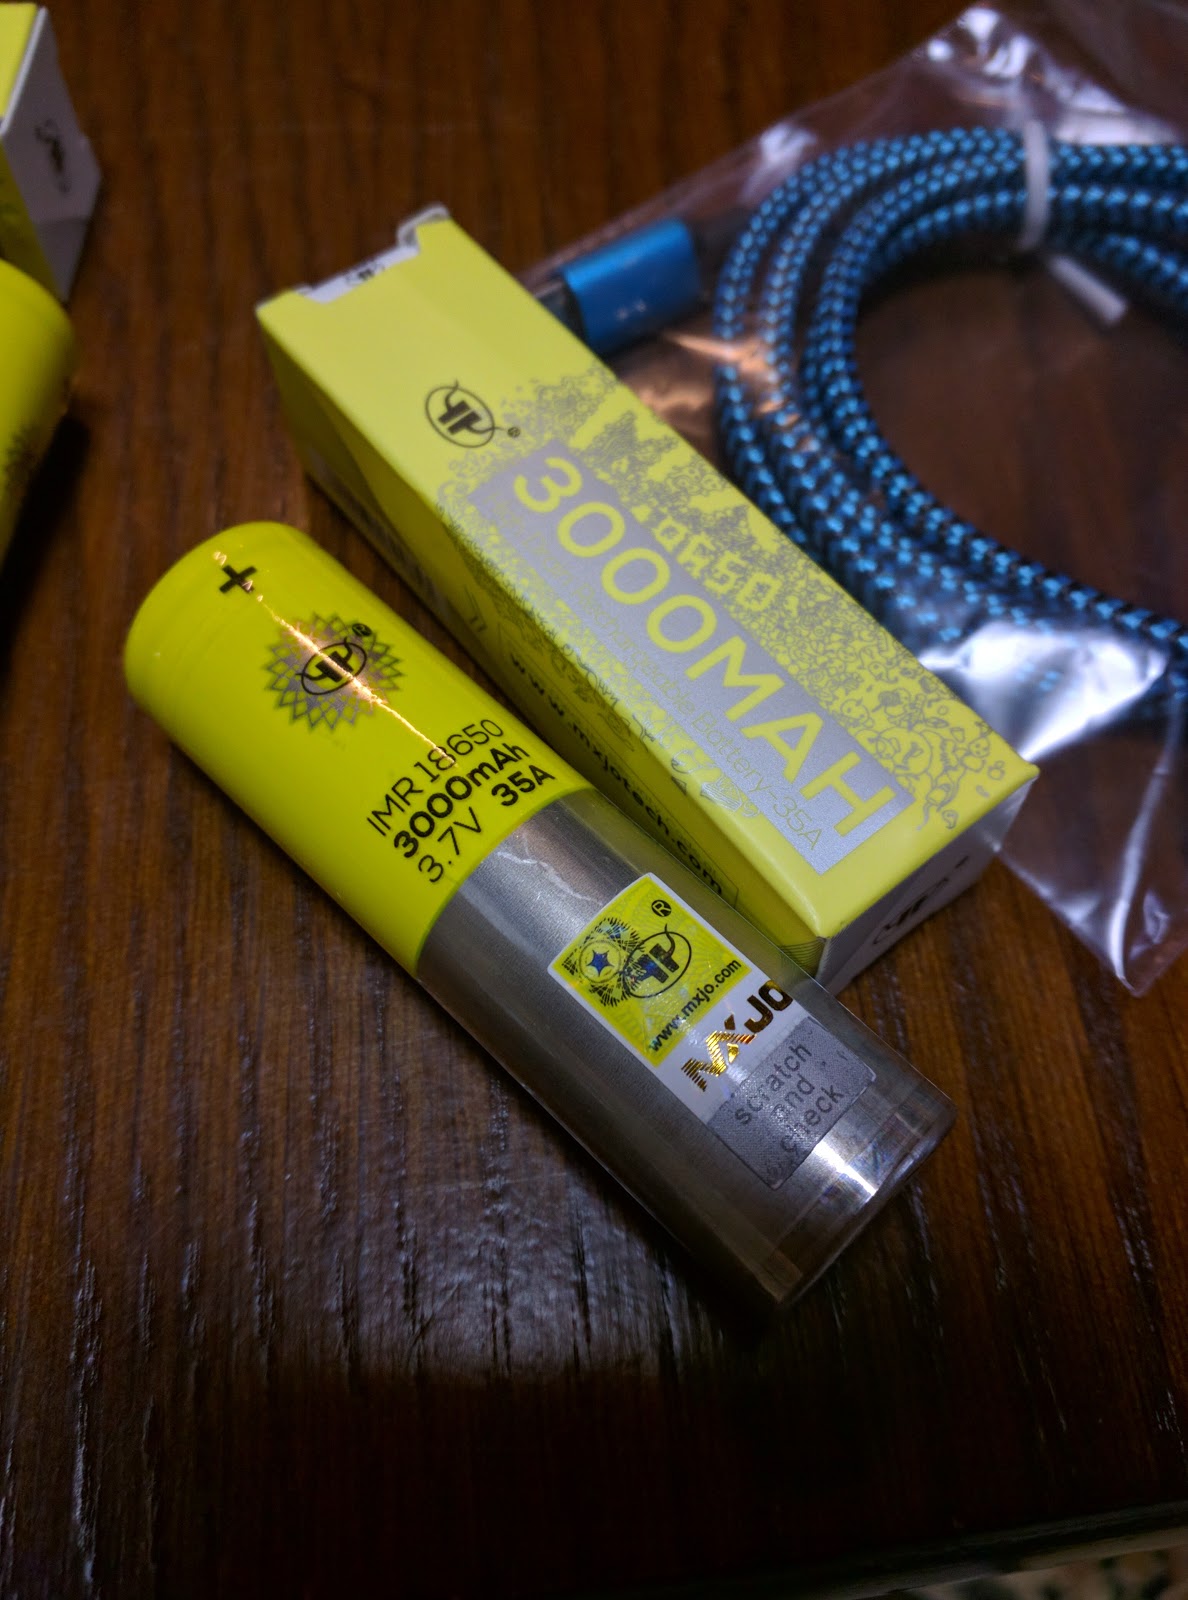 3000MAH
Rechargeable Battery-35A
www.mxjotech.com
+
®
IMR 18650
3000mAh
3.7V 35A
®
www.mxjo.com
MXJO
scratch
and
check